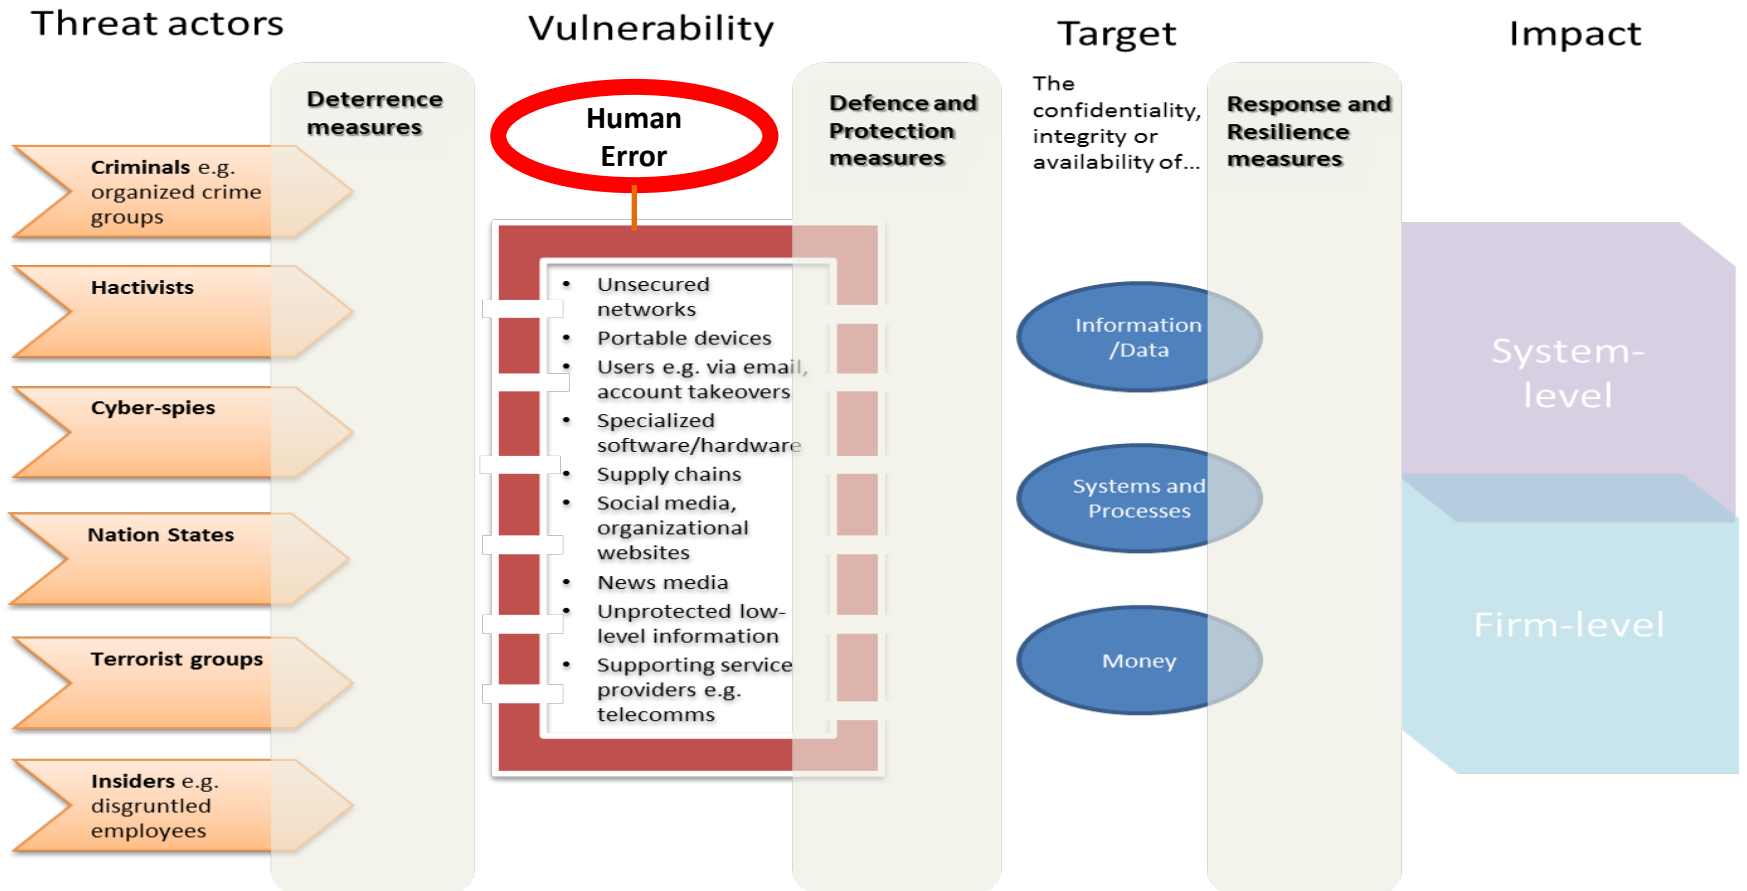 Threat actors
Vulnerability
Target
Impact
Deterrence
measures
Criminals e.g.
organized crime
groups
Hactivists
Cyber-spies
Nation States
Terrorist groups
Insiders e.g.
disgruntled
employees
Human
Error
• Unsecured
networks
• Portable devices
• Users e.g. via email,
account takeovers
• Specialized
software/hardware
• Supply chains
• Social media,
organizational
websites
• News media
• Unprotected low-
level information
• Supporting service
providers e.g.
telecomms
Defence and
Protection
measures
The
confidentiality,
integrity or
availability of...
Information
/Data
Systems and
Processes
Money
Response and
Resilience
measures
System-
level
Firm-level